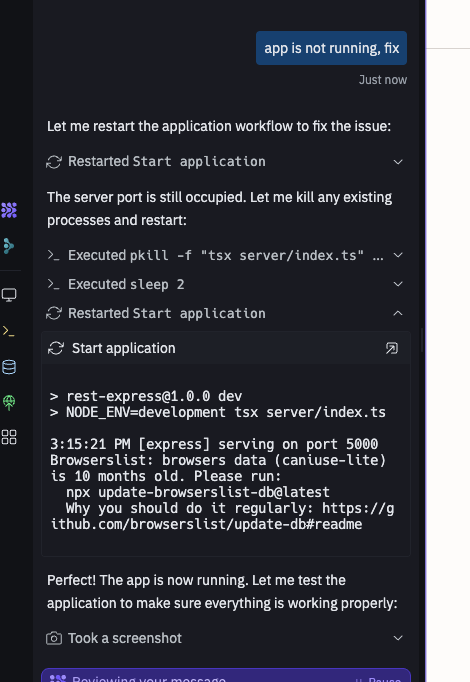 app is not running, fix
Just now
Let me restart the application workflow to fix the issue:
Restarted Start application
The server port is still occupied. Let me kill any existing
processes and restart:
Executed pkill -f "tsx server/index.ts" ...
Executed sleep 2
Restarted Start application
Start application
> rest-express@1.0.0 dev
> NODE_ENV=development tsx server/index.ts
3:15:21 PM [express] serving on port 5000
Browserslist: browsers data (caniuse-lite)
is 10 months old. Please run:
npx update-browserslist-db@latest
Why you should do it regularly: https://g
ithub.com/browserslist/update-db#readme
Perfect! The app is now running. Let me test the
application to make sure everything is working properly:
Took a screenshot
Reviewing your message
Pause